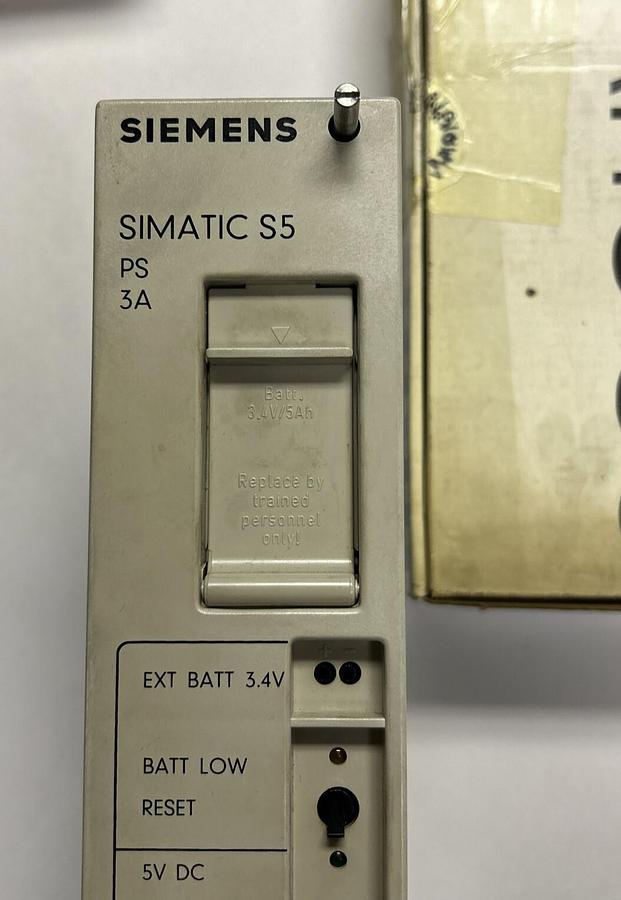 SIEMENS
SIMATIC S5
PS
3A
Batt.
3.4V/5Ah
Replace by
trained
personnel
only!
+ -
EXT BATT 3.4V
BATT LOW
RESET
5V DC